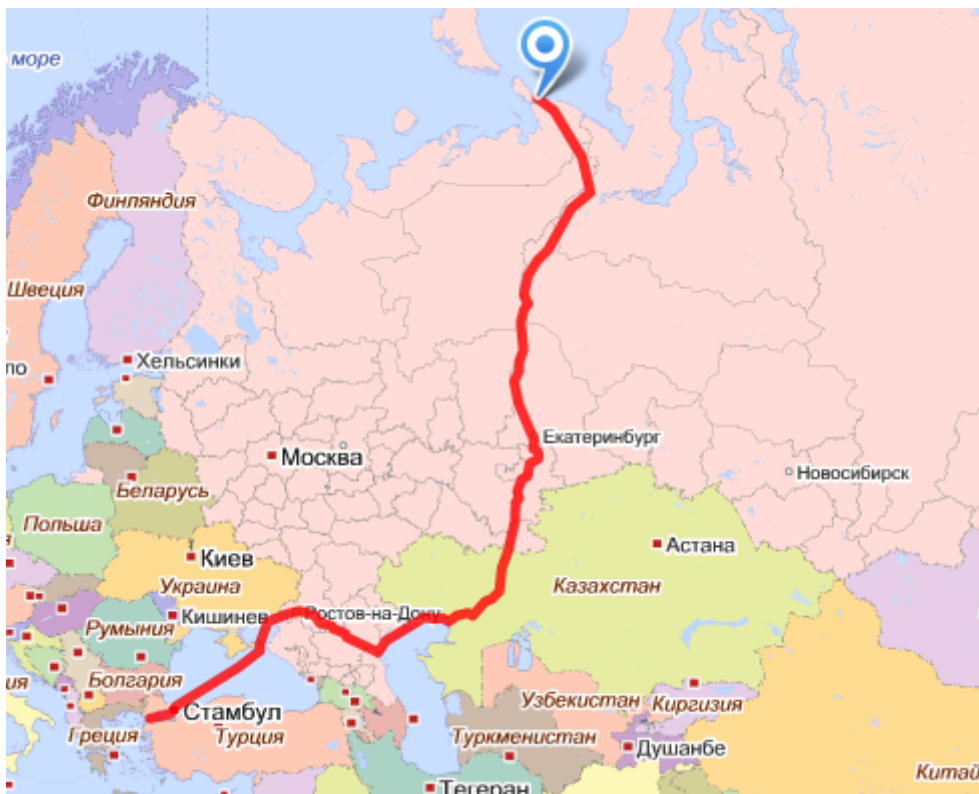 море
Финляндия
Швеция
Хельсинки
Екатеринбург
Москва
Новосибирск
Беларусь
Польша
Киев
Астана
Украина
Казахстан
Кишинев
Ростов-на-Дону
Румыния
Болгария
Узбекистан
Киргизия
Стамбул
Греция
Турция
Туркменистан
Душанбе
Китай
Тегеран